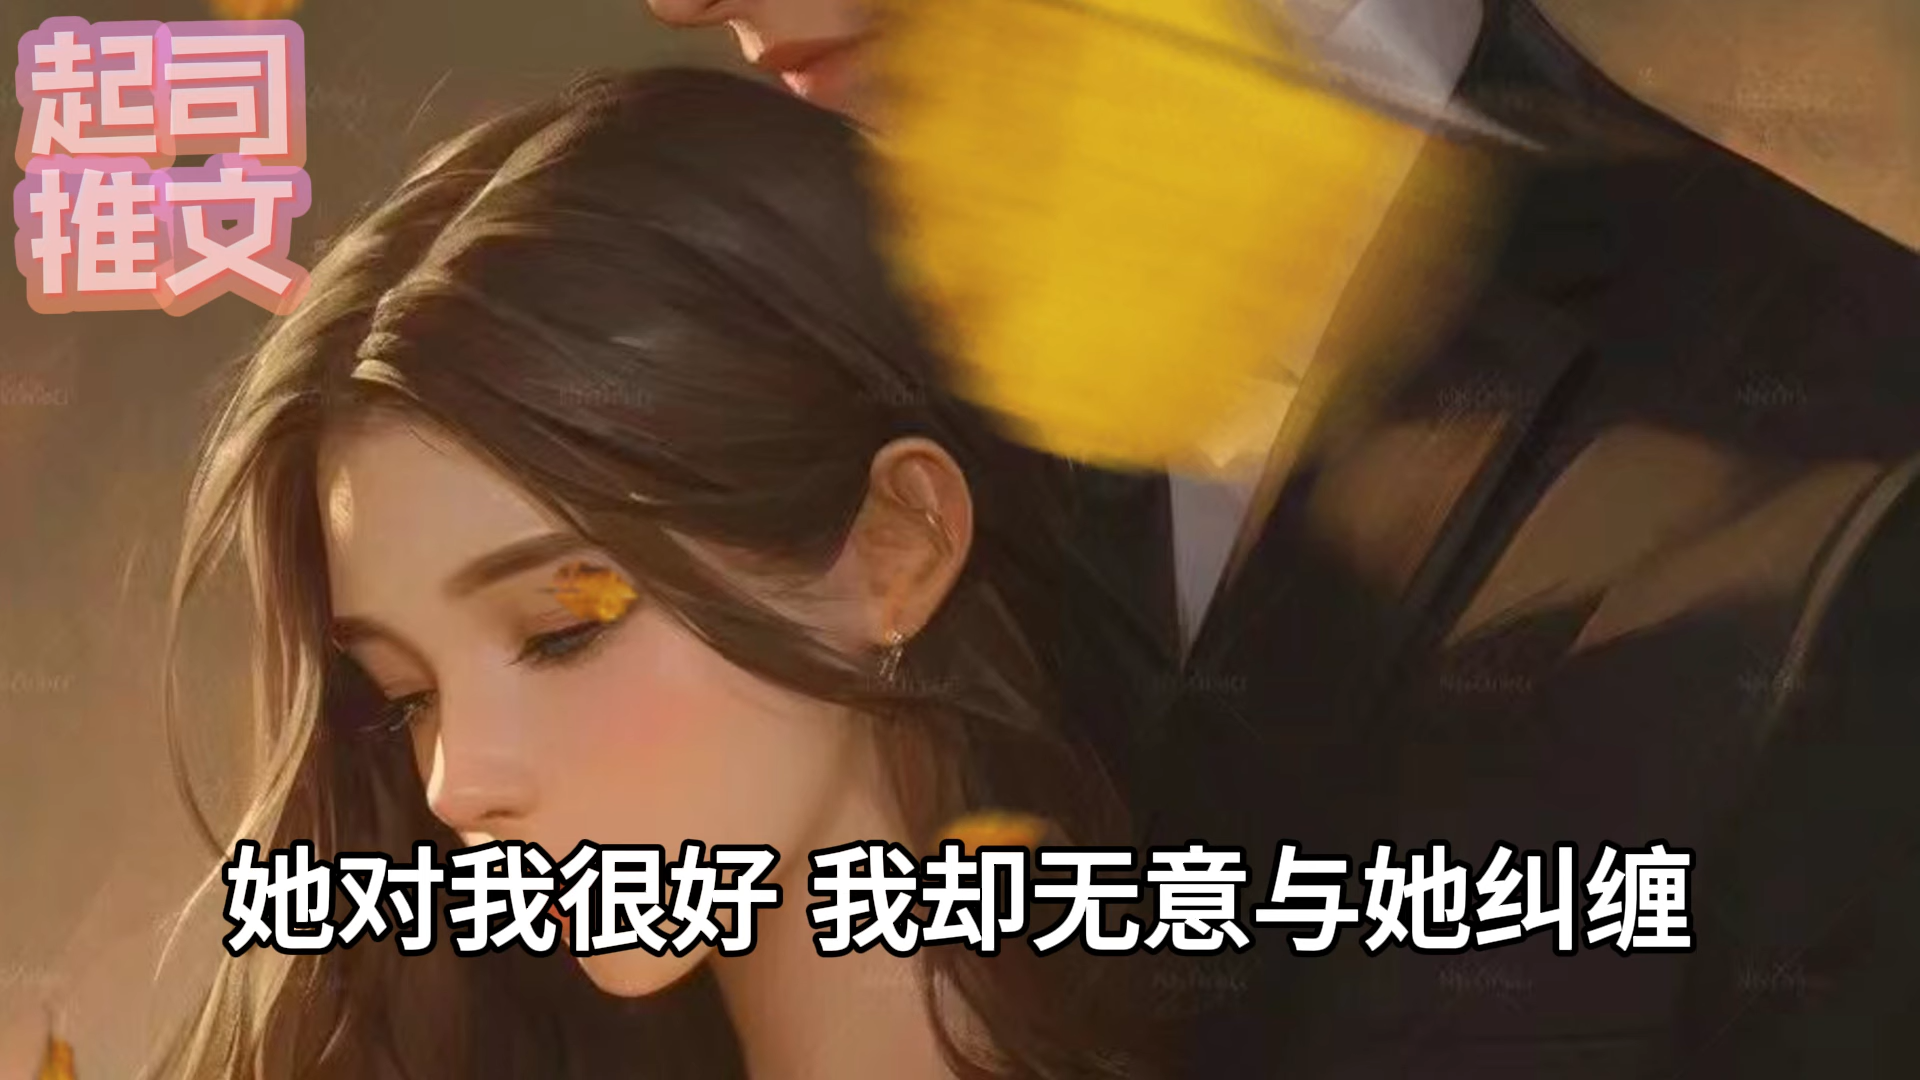 起司
推文
她对我很好 我却无意与她纠缠